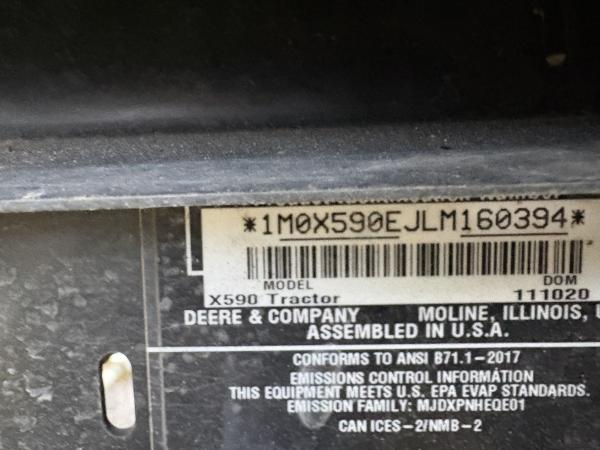 *1M0X590EJLM160394*
MODEL DOM
X590 Tractor 111020
DEERE & COMPANY MOLINE, ILLINOIS, U
ASSEMBLED IN U.S.A.
CONFORMS TO ANSI B71.1-2017
EMISSIONS CONTROL INFORMATION
THIS EQUIPMENT MEETS U.S. EPA EVAP STANDARDS.
EMISSION FAMILY: MJDXPNHEQE01
CAN ICES-2/NMB-2